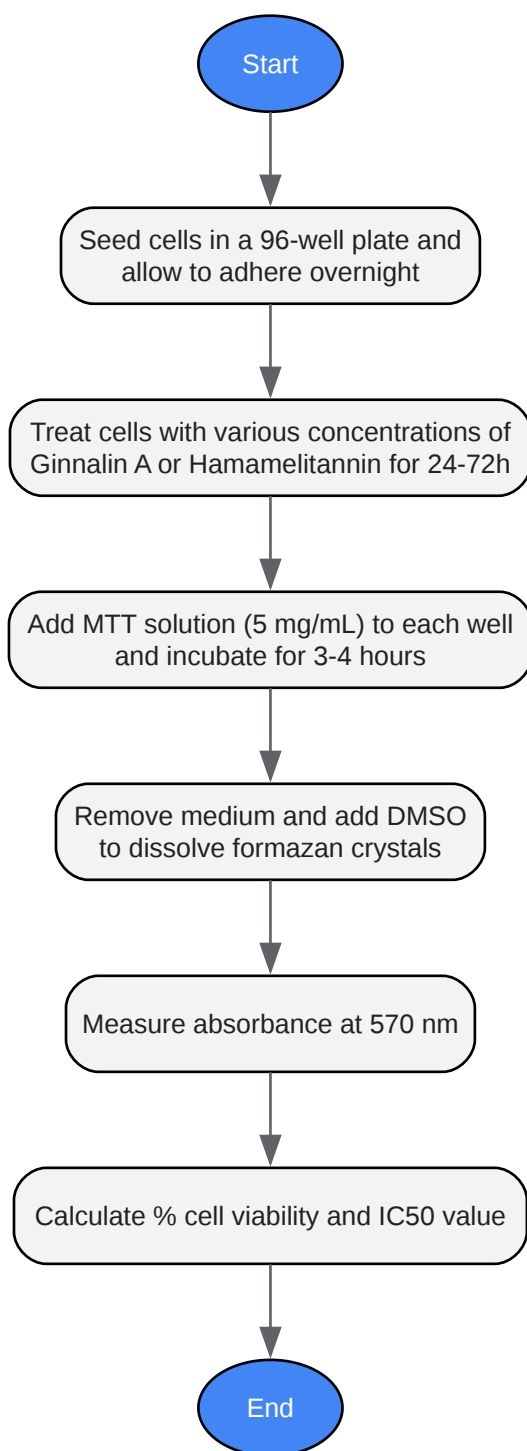 Start
Seed cells in a 96-well plate and
allow to adhere overnight
Treat cells with various concentrations of
Ginnalin A or Hamamelitannin for 24-72h
Add MTT solution (5 mg/mL) to each well
and incubate for 3-4 hours
Remove medium and add DMSO
to dissolve formazan crystals
Measure absorbance at 570 nm
Calculate % cell viability and IC50 value
End